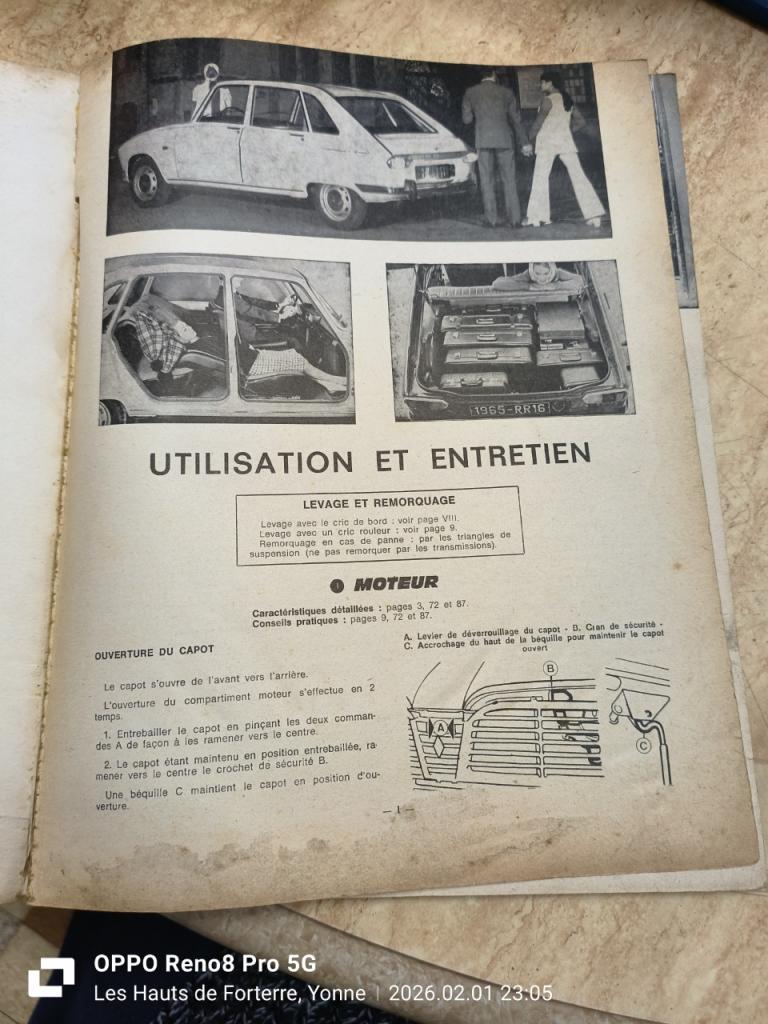 1965-RR16
UTILISATION ET ENTRETIEN
LEVAGE ET REMORQUAGE
Levage avec le cric de bord : voir page VIII.
Levage avec un cric rouleur : voir page 9.
Remorquage en cas de panne : par les triangles de
suspension (ne pas remorquer par les transmissions).
1 MOTEUR
Caractéristiques détaillées : pages 3, 72 et 87.
Conseils pratiques : pages 9, 72 et 87.
OUVERTURE DU CAPOT
Le capot s'ouvre de l'avant vers l'arrière.
L'ouverture du compartiment moteur s'effectue en 2
temps.
1. Entrebailler le capot en pinçant les deux comman-
des A de façon à les ramener vers le centre.
2. Le capot étant maintenu en position entrebaillée, ra-
mener vers le centre le crochet de sécurité B.
Une béquille C maintient le capot en position d'ou-
verture.
A. Levier de déverrouillage du capot - B. Cran de sécurité -
C. Accrochage du haut de la béquille pour maintenir le capot
ouvert
B
A
C
— I —
OPPO Reno8 Pro 5G
Les Hauts de Forterre, Yonne | 2026.02.01 23:05